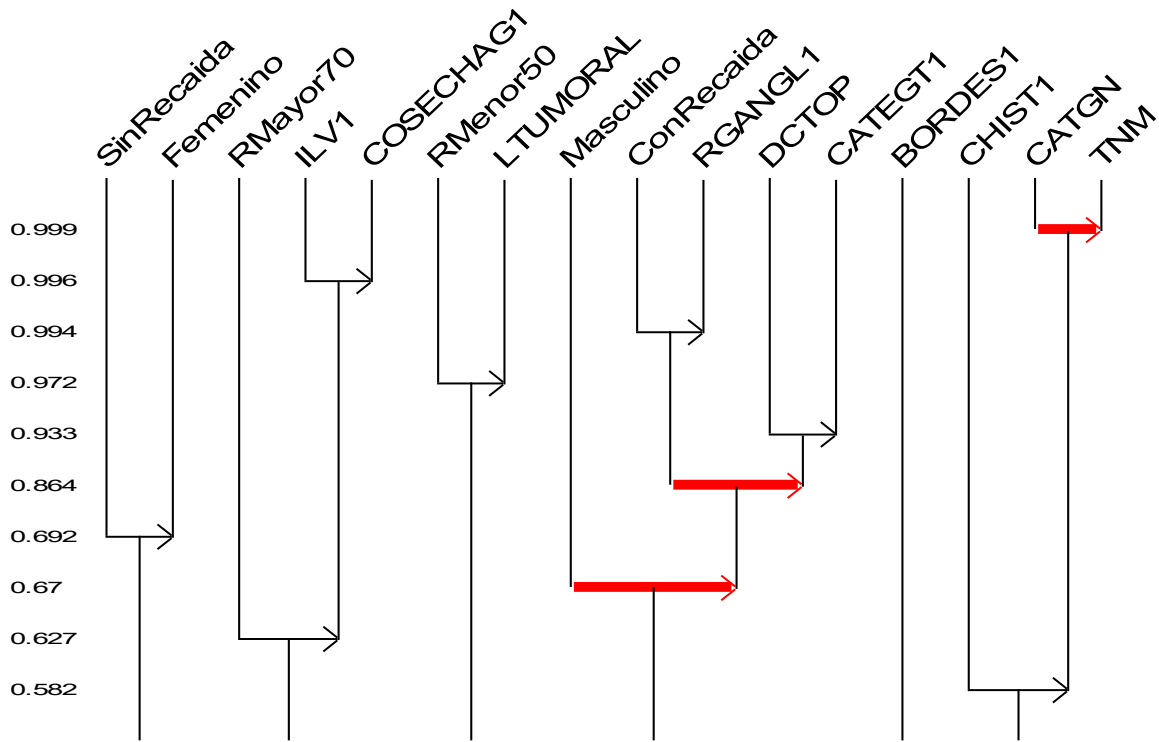 SinRecaida
Femenino
RMayor70
ILV1
COSECHAG1
RMenor50
LTUMORAL
Masculino
ConRecaida
RGANGL1
DCTOP
CATEGT1
BORDES1
CHIST1
CATGN
TNM
0.999
0.996
0.994
0.972
0.933
0.864
0.692
0.67
0.627
0.582